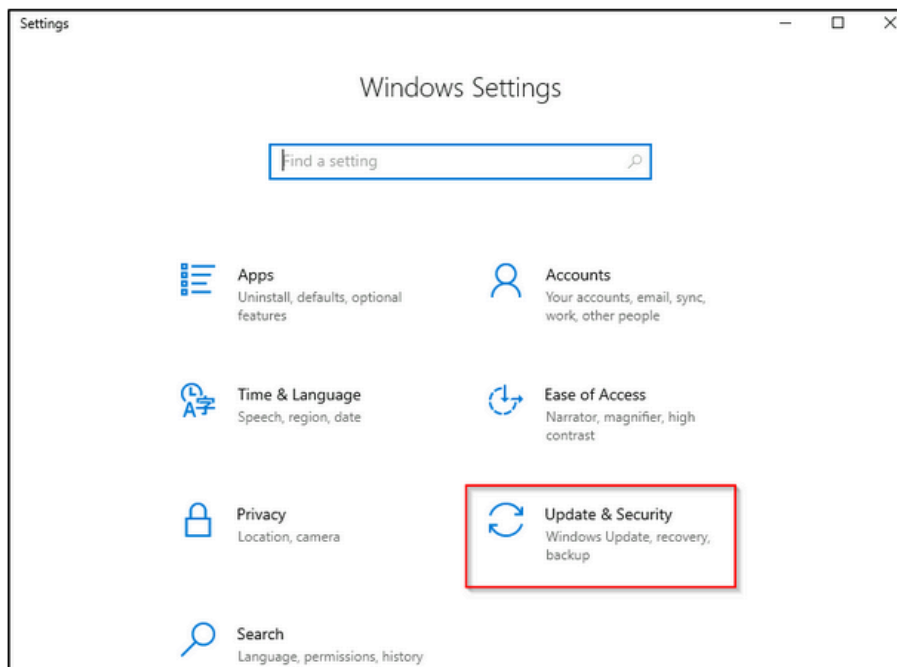 Settings
Windows Settings
Find a setting
Apps
Uninstall, defaults, optional
features
Accounts
Your accounts, email, sync,
work, other people
Time & Language
Speech, region, date
Ease of Access
Narrator, magnifier, high
contrast
Privacy
Location, camera
Update & Security
Windows Update, recovery,
backup
Search
Language, permissions, history